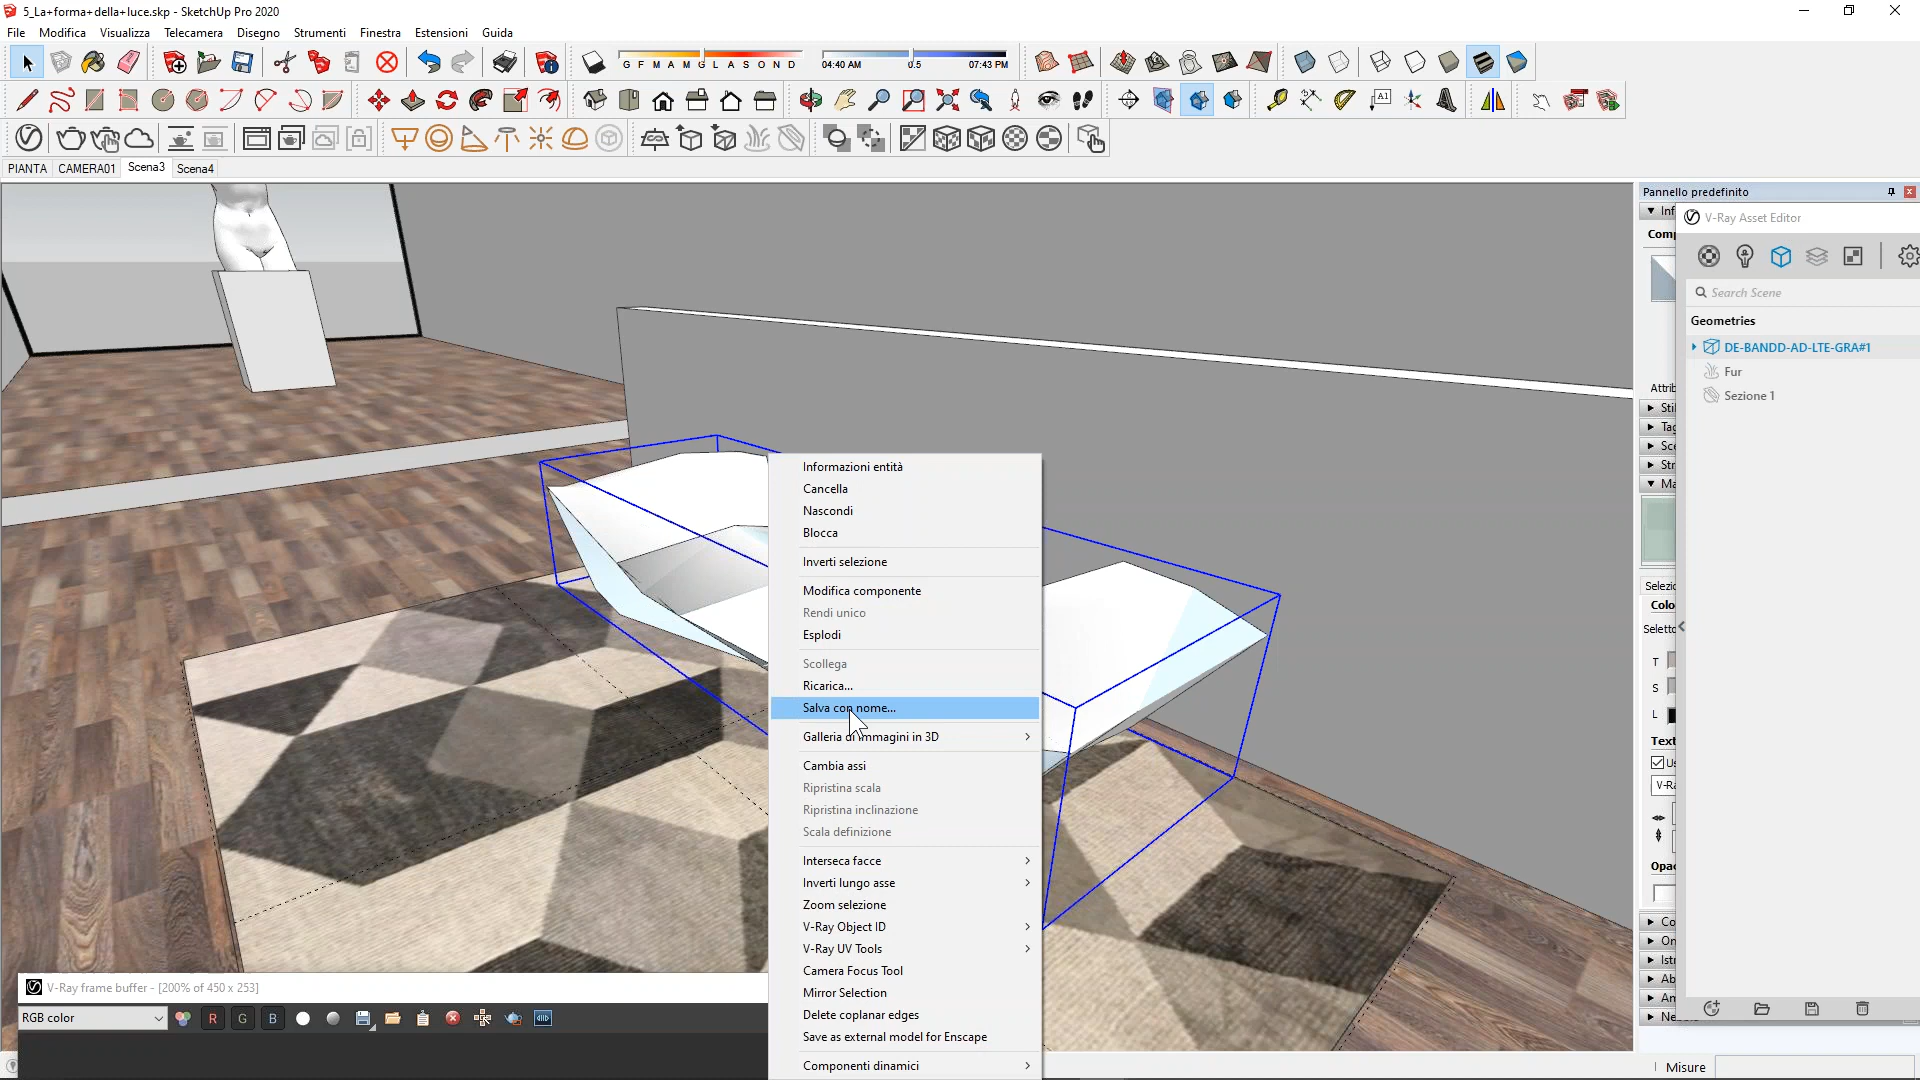 5_La+forma+della+luce.skp - SketchUp Pro 2020
File Modifica Visualizza Telecamera Disegno Strumenti Finestra Estensioni Guida
G F M A M G L A S O N D 04:40 AM 0.5 07:43 PM
PIANTA CAMERA01 Scena3 Scena4
Pannello predefinito
V-Ray Asset Editor
Search Scene
Geometries
DE-BANDD-AD-LTE-GRA#1
Fur
Sezione 1
Attrib
Selezio
Colo
Seletto
T
S
L
Text
Opac
Informazioni entità
Cancella
Nascondi
Blocca
Inverti selezione
Modifica componente
Rendi unico
Esplodi
Scollega
Ricarica...
Salva con nome...
Galleria di immagini in 3D
Cambia assi
Ripristina scala
Ripristina inclinazione
Scala definizione
Interseca facce
Inverti lungo asse
Zoom selezione
V-Ray Object ID
V-Ray UV Tools
Camera Focus Tool
Mirror Selection
Delete coplanar edges
Save as external model for Enscape
Componenti dinamici
V-Ray frame buffer - [200% of 450 x 253]
RGB color R G B
Misure